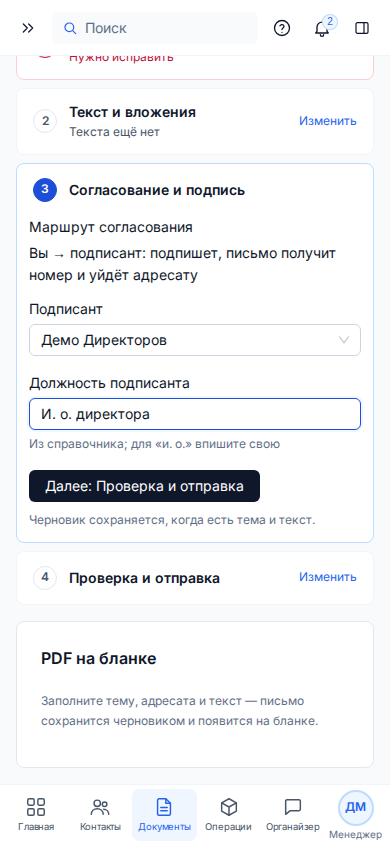 Поиск
2
Нужно исправить
2
Текст и вложения
Текста ещё нет
Изменить
3
Согласование и подпись
Маршрут согласования
Вы → подписант: подпишет, письмо получит
номер и уйдёт адресату
Подписант
Демо Директоров
Должность подписанта
И. о. директора
Из справочника; для «и. о.» впишите свою
Далее: Проверка и отправка
Черновик сохраняется, когда есть тема и текст.
4
Проверка и отправка
Изменить
PDF на бланке
Заполните тему, адресата и текст — письмо
сохранится черновиком и появится на бланке.
Главная
Контакты
Документы
Операции
Органайзер
ДМ
Менеджер